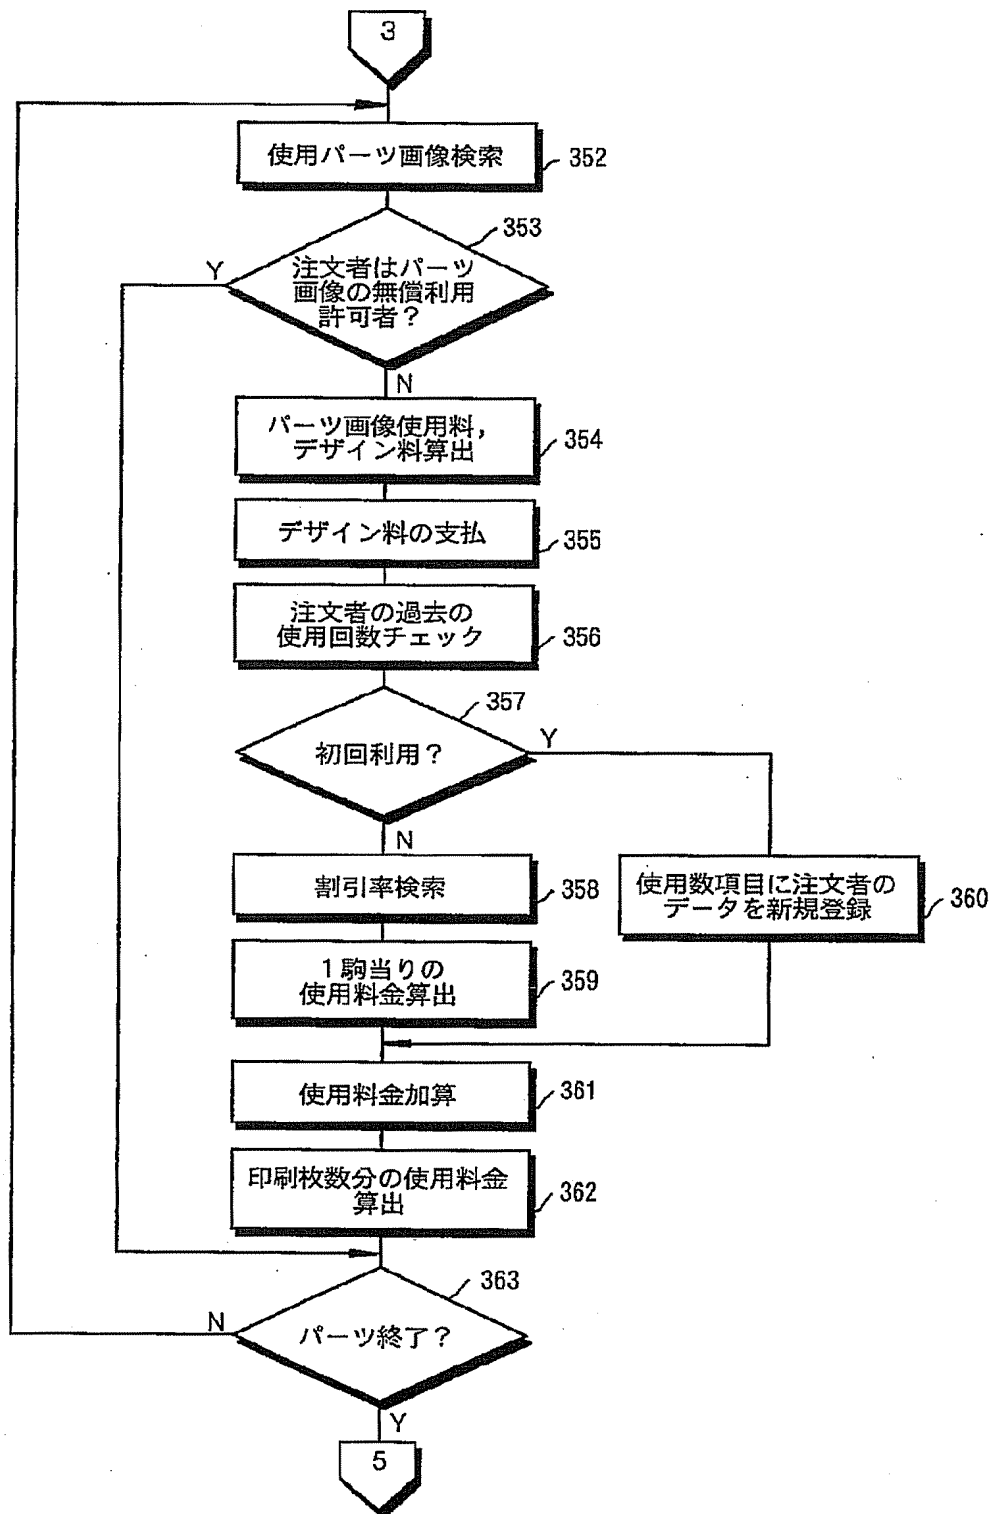 3
使用パーツ画像検索
352
353
Y
注文者はパーツ
画像の無償利用
許可者？
N
パーツ画像使用料，
デザイン料算出
354
デザイン料の支払
355
注文者の過去の
使用回数チェック
356
357
初回利用？
Y
N
割引率検索
358
使用数項目に注文者の
データを新規登録
360
1駒当りの
使用料金算出
359
使用料金加算
361
印刷枚数分の使用料金
算出
362
363
N
パーツ終了？
Y
5